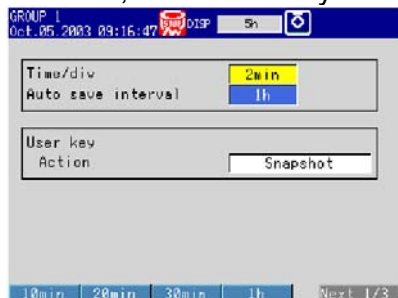 GROUP 1
Oct.05.2003 09:16:47 DISP 5h
Time/div 2min
Auto save interval 1h
User key
Action Snapshot
10min 20min 30min 1h Next 1/3